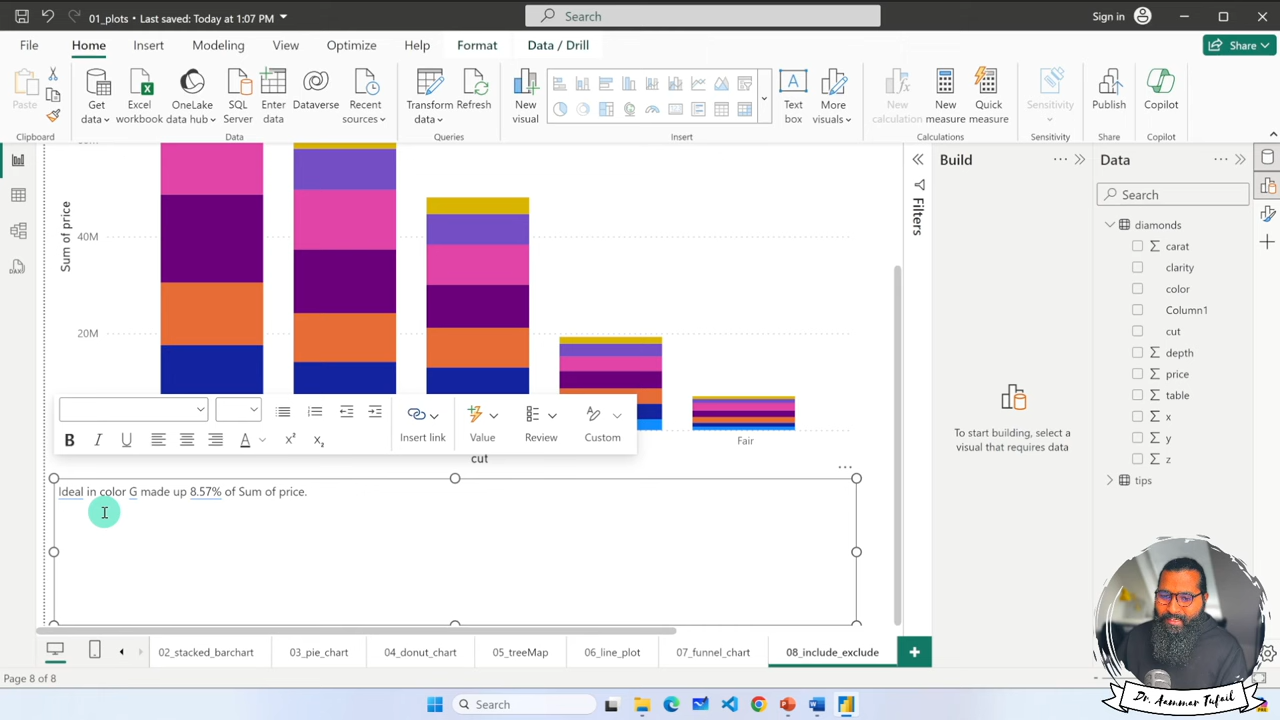 01_plots • Last saved: Today at 1:07 PM
Search
Sign in
File Home Insert Modeling View Optimize Help Format Data / Drill
Share
Paste
Get data
Excel workbook
OneLake data hub
SQL Server
Enter data
Dataverse
Recent sources
Transform data
Refresh
New visual
Text box
More visuals
New calculation
New measure
Quick measure
Sensitivity
Publish
Copilot
Clipboard
Data
Queries
Insert
Calculations
Sensitivity
Share
Copilot
Sum of price
40M
20M
Fair
cut
Insert link
Value
Review
Custom
B I U
Ideal in color G made up 8.57% of Sum of price.
Filters
Build
To start building, select a visual that requires data
Data
Search
diamonds
carat
clarity
color
Column1
cut
depth
price
table
x
y
z
tips
02_stacked_barchart
03_pie_chart
04_donut_chart
05_treeMap
06_line_plot
07_funnel_chart
08_include_exclude
Page 8 of 8
Search
Dr. Aammar Tufail